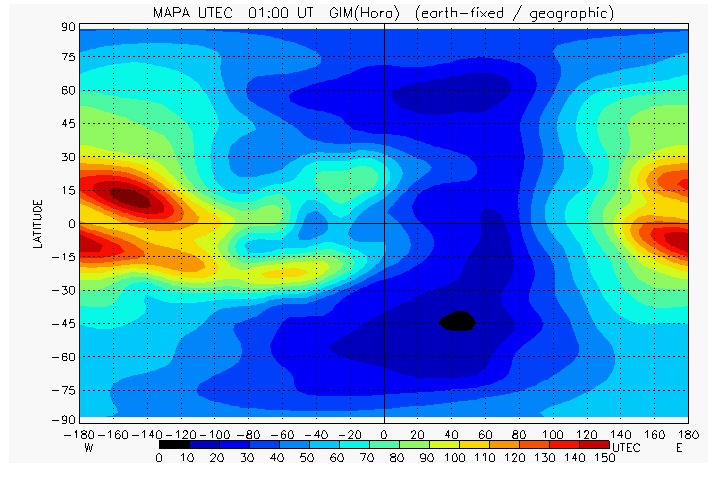 MAPA UTEC 01:00 UT GIM(Hora) (earth-fixed / geographic)
90
75
60
45
30
15
0
-15
-30
-45
-60
-75
-90
LATITUDE
-180 -160 -140 -120 -100 -80 -60 -40 -20 0 20 40 60 80 100 120 140 160 180
W E
UTEC
0 10 20 30 40 50 60 70 80 90 100 110 120 130 140 150